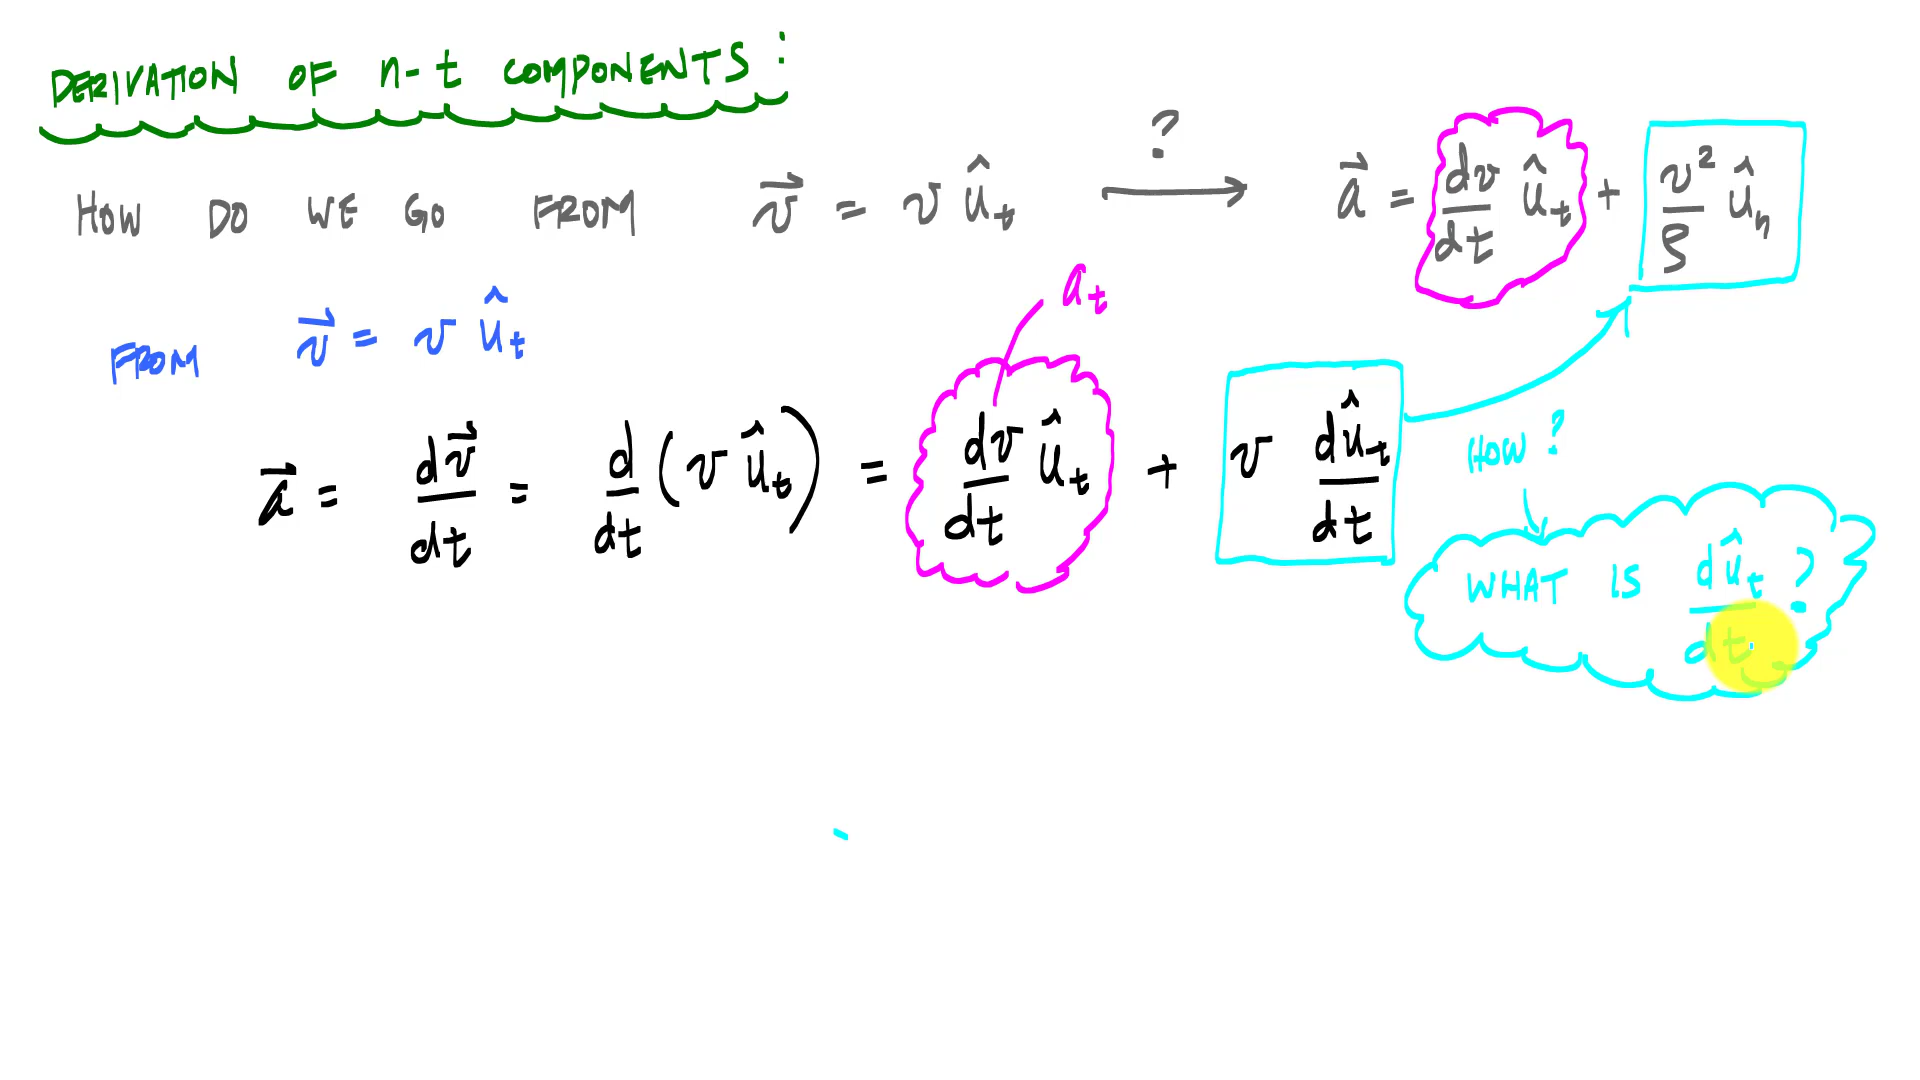 DERIVATION OF n-t COMPONENTS:
HOW DO WE GO FROM v⃗ = v û_t ⟶ ? a⃗ = dv/dt û_t + v²/ρ û_n
FROM v⃗ = v û_t
a_t
a⃗ = dv⃗/dt = d/dt (v û_t) = dv/dt û_t + v dû_t/dt
HOW?
WHAT IS dû_t/dt ?